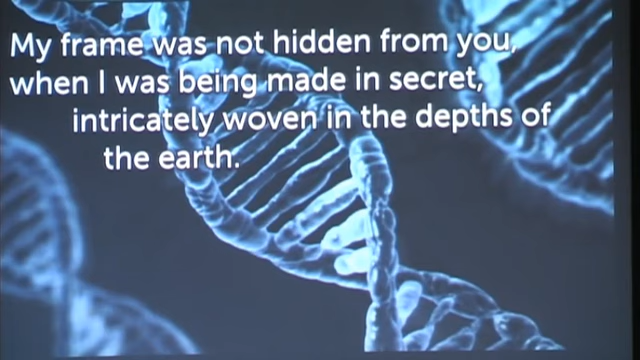 My frame was not hidden from you,
when I was being made in secret,
intricately woven in the depths of
the earth.